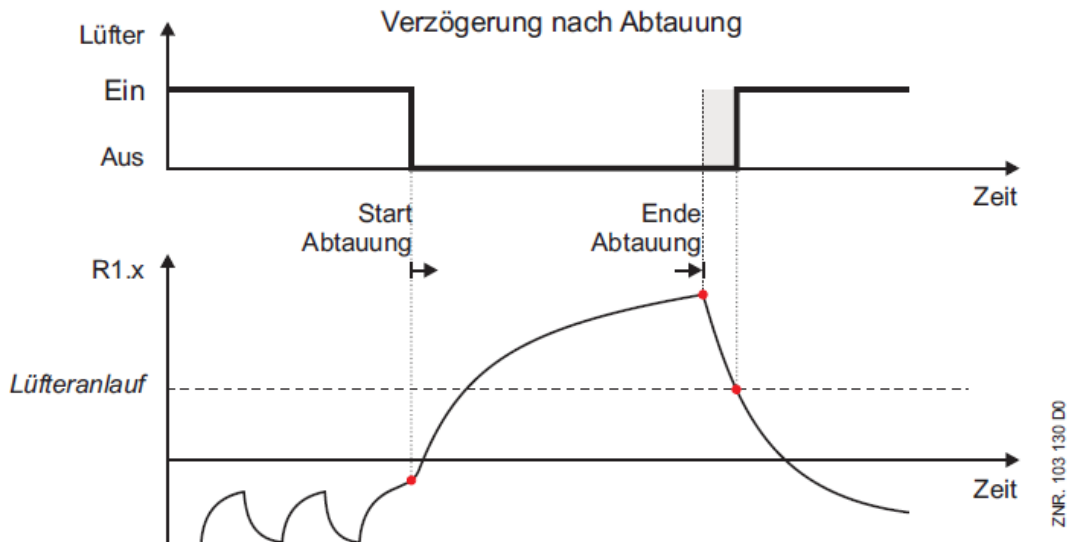 Verzögerung nach Abtauung
Lüfter
Ein
Aus
Zeit
Start
Abtauung
Ende
Abtauung
R1.x
Lüfteranlauf
Zeit
ZNR. 103 130 D0